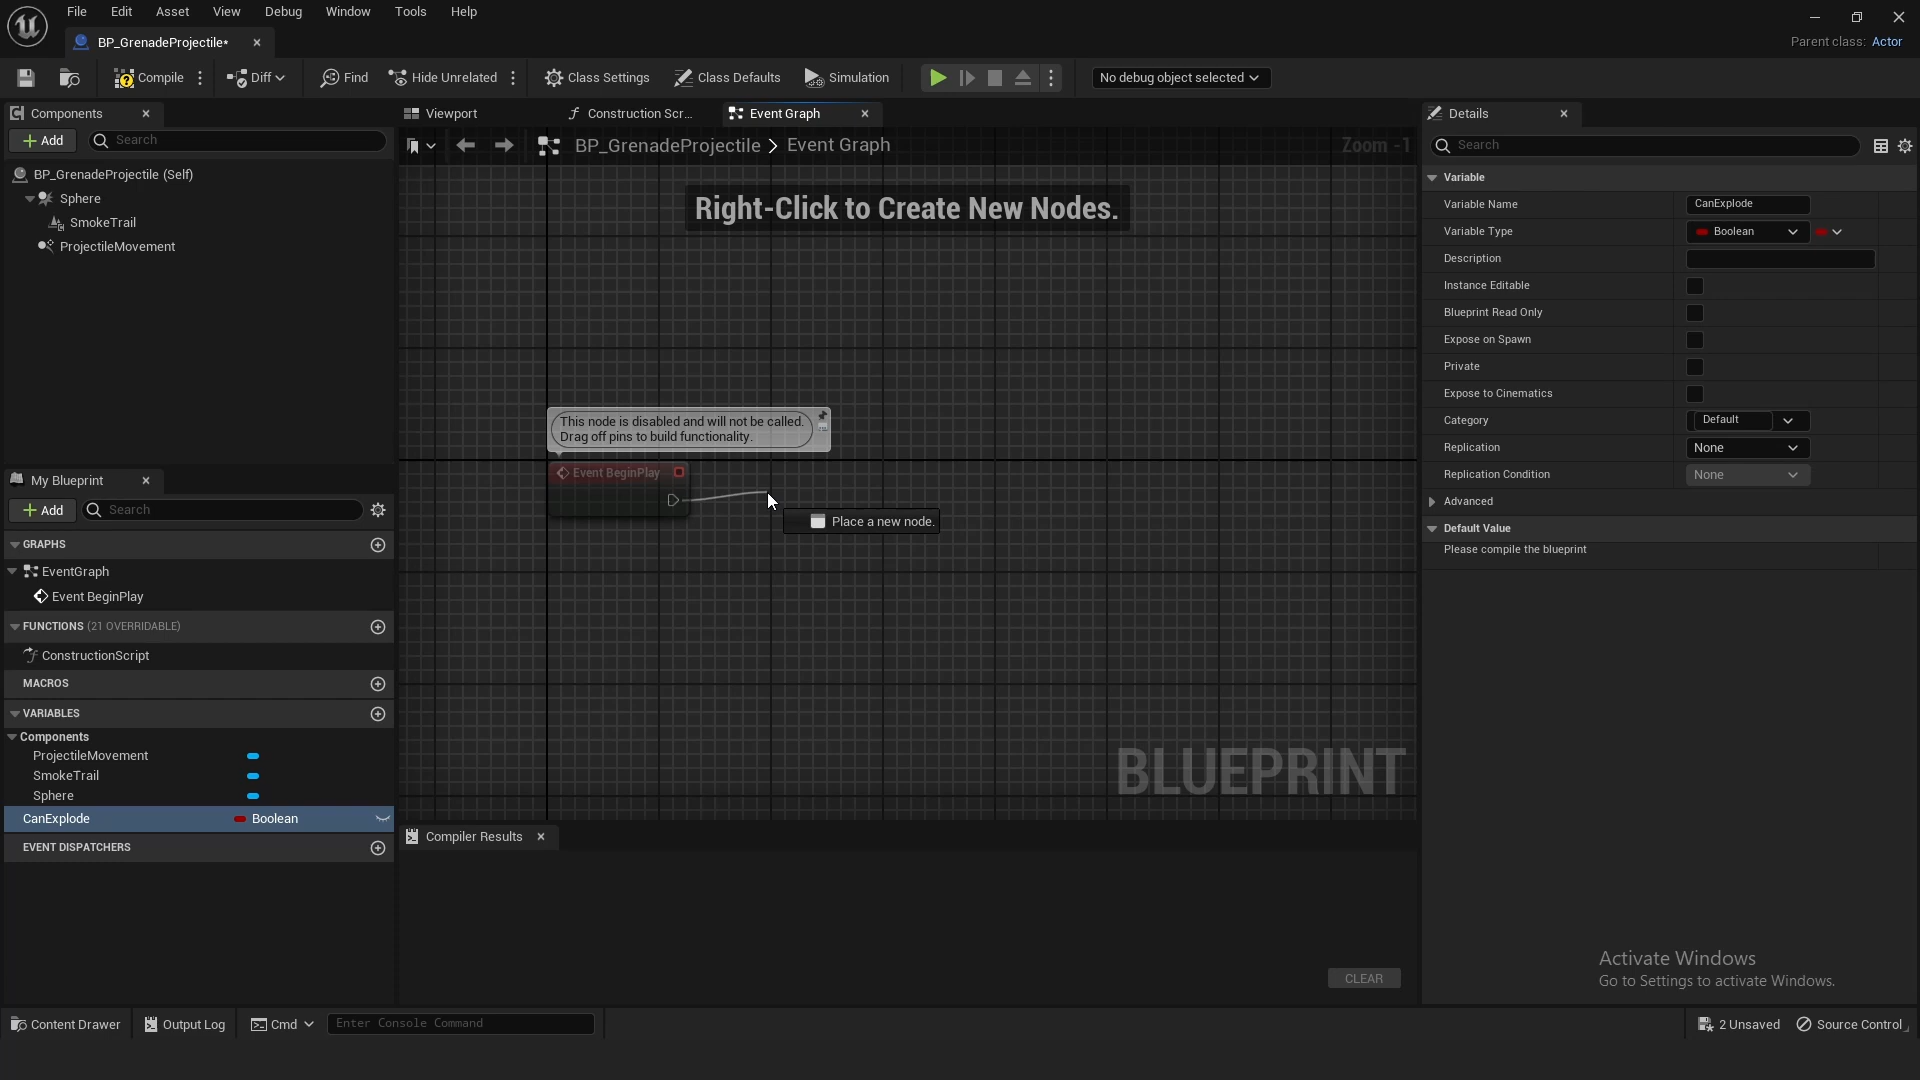 File Edit Asset View Debug Window Tools Help
BP_GrenadeProjectile*
Parent class: Actor
Compile Diff Find Hide Unrelated Class Settings Class Defaults Simulation No debug object selected
Components
Add Search
BP_GrenadeProjectile (Self)
Sphere
SmokeTrail
ProjectileMovement
My Blueprint
Add Search
GRAPHS
EventGraph
Event BeginPlay
FUNCTIONS (21 OVERRIDABLE)
ConstructionScript
MACROS
VARIABLES
Components
ProjectileMovement
SmokeTrail
Sphere
CanExplode Boolean
EVENT DISPATCHERS
Viewport Construction Scr... Event Graph
BP_GrenadeProjectile > Event Graph Zoom -1
Right-Click to Create New Nodes.
This node is disabled and will not be called.
Drag off pins to build functionality.
Event BeginPlay
Place a new node.
BLUEPRINT
Compiler Results
CLEAR
Details
Search
Variable
Variable Name CanExplode
Variable Type Boolean
Description
Instance Editable
Blueprint Read Only
Expose on Spawn
Private
Expose to Cinematics
Category Default
Replication None
Replication Condition None
Advanced
Default Value
Please compile the blueprint
Activate Windows
Go to Settings to activate Windows.
Content Drawer Output Log Cmd Enter Console Command 2 Unsaved Source Control